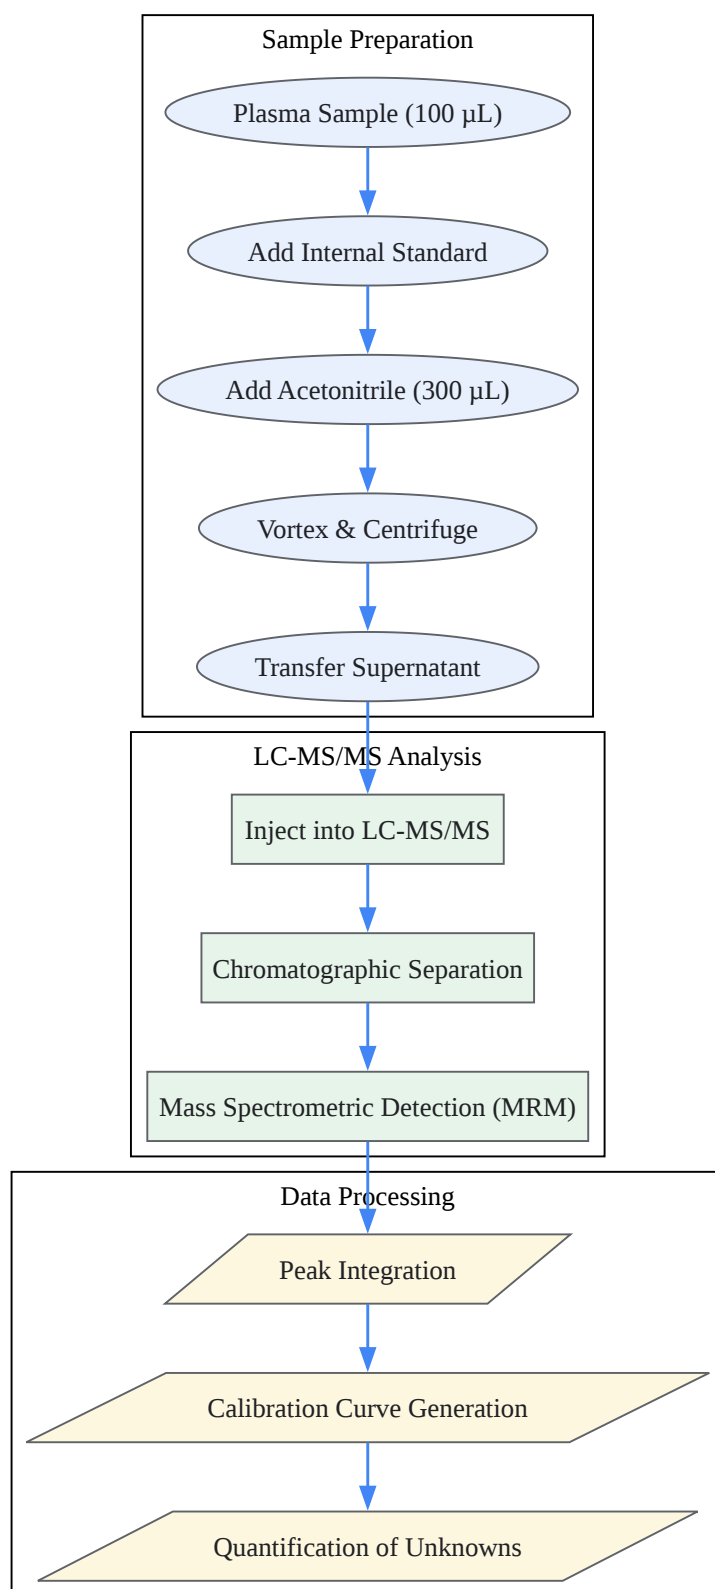 Sample Preparation
Plasma Sample (100 µL)
Add Internal Standard
Add Acetonitrile (300 µL)
Vortex & Centrifuge
Transfer Supernatant
LC-MS/MS Analysis
Inject into LC-MS/MS
Chromatographic Separation
Mass Spectrometric Detection (MRM)
Data Processing
Peak Integration
Calibration Curve Generation
Quantification of Unknowns